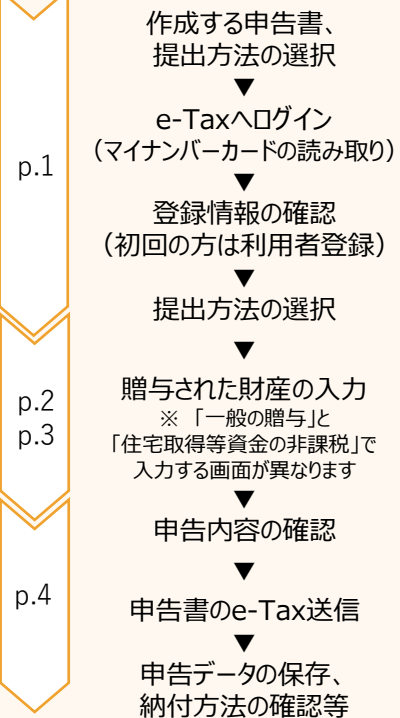 作成する申告書、
提出方法の選択
▼
e-Taxへログイン
（マイナンバーカードの読み取り）
▼
p.1
登録情報の確認
（初回の方は利用者登録）
▼
提出方法の選択
▼
p.2
p.3
贈与された財産の入力
※ 「一般の贈与」と
「住宅取得等資金の非課税」で
入力する画面が異なります
▼
申告内容の確認
▼
p.4
申告書のe-Tax送信
▼
申告データの保存、
納付方法の確認等